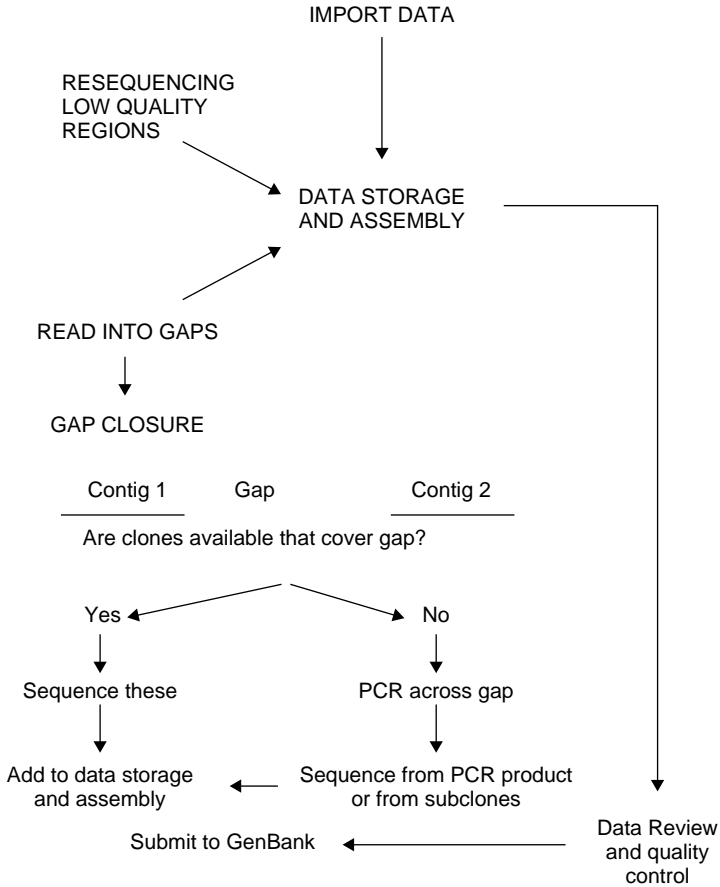 IMPORT DATA
RESEQUENCING
LOW QUALITY
REGIONS
DATA STORAGE
AND ASSEMBLY
READ INTO GAPS
GAP CLOSURE
Contig 1 Gap Contig 2
Are clones available that cover gap?
Yes No
Sequence these PCR across gap
Add to data storage
and assembly
Sequence from PCR product
or from subclones
Submit to GenBank
Data Review
and quality
control